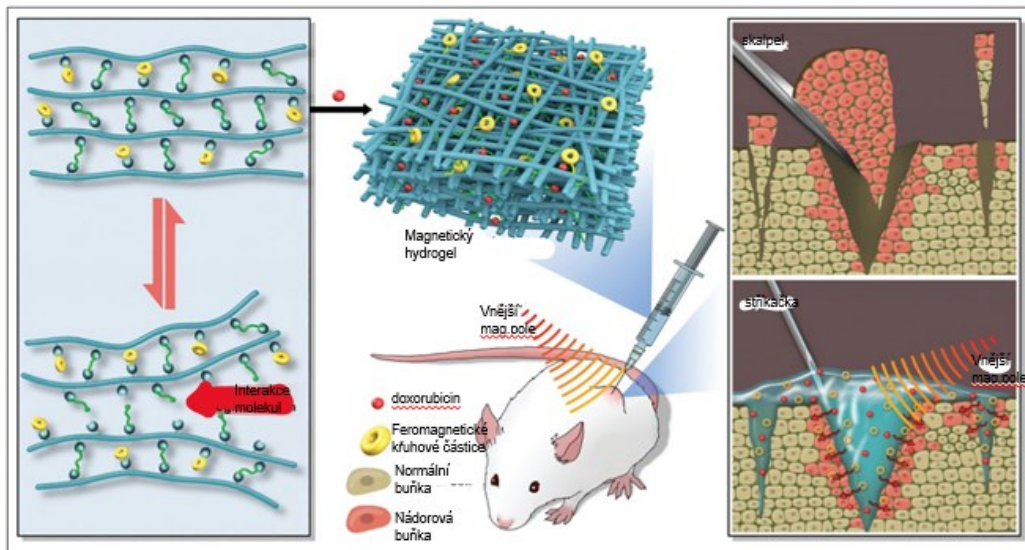 Interakce
molekul
Magnetický
hydrogel
Vnější
mag.pole
doxorubicin
Feromagnetické
křuhové částice
Normální
buňka
Nádorová
buňka
skalpel
stříkačka
Vnější
mag.pole